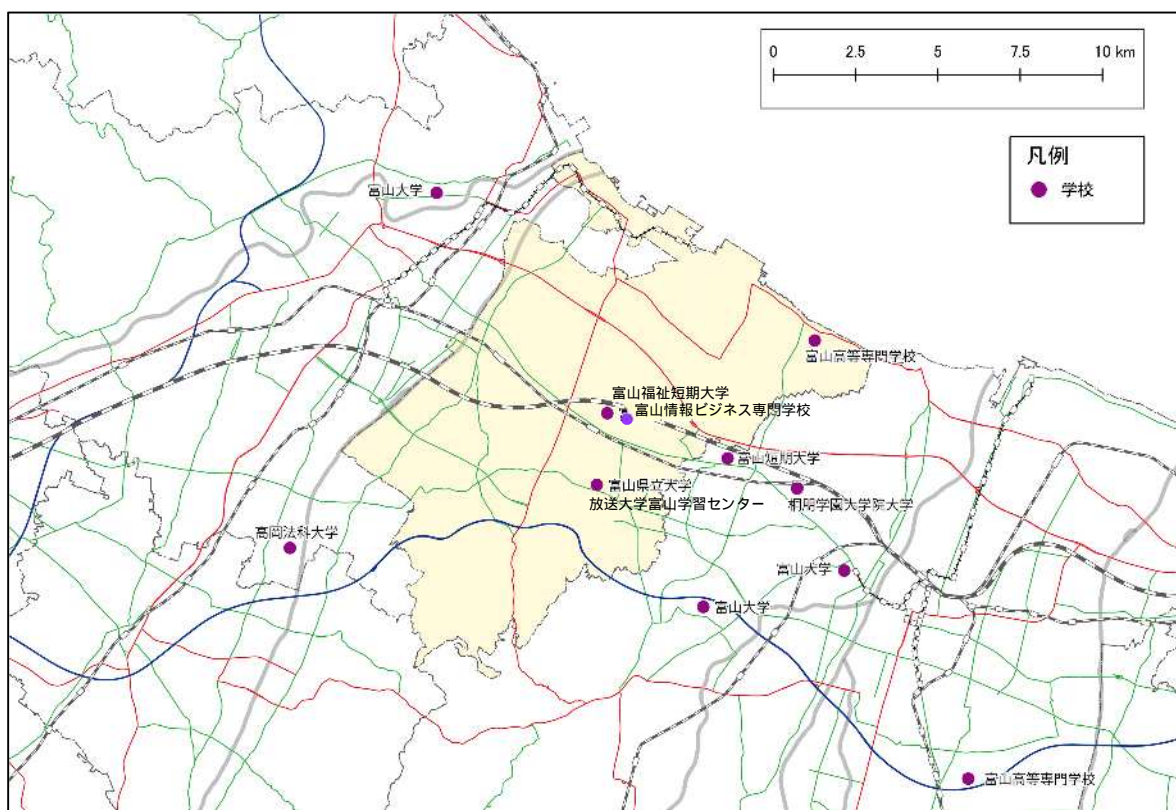 0 2.5 5 7.5 10 km
凡例
学校
富山大学
富山高等専門学校
富山福祉短期大学
富山情報ビジネス専門学校
富山短期大学
富山県立大学
桐朋学園大学院大学
放送大学富山学習センター
高岡法科大学
富山大学
富山大学
富山高等専門学校